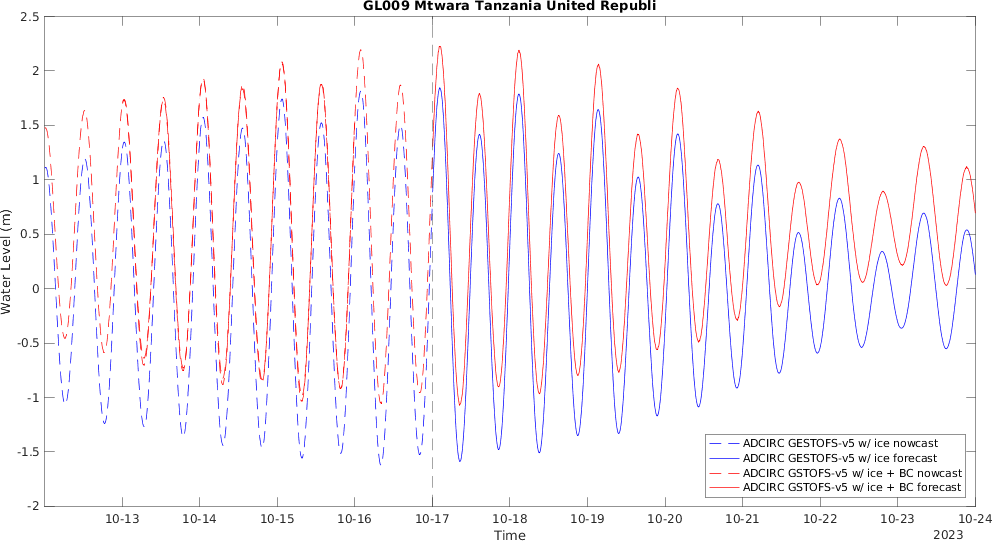 GL009 Mtwara Tanzania United Republi
2.5
2
1.5
1
0.5
0
-0.5
-1
-1.5
-2
Water Level (m)
ADCIRC GESTOFS-v5 w/ ice nowcast
ADCIRC GESTOFS-v5 w/ ice forecast
ADCIRC GSTOFS-v5 w/ ice + BC nowcast
ADCIRC GSTOFS-v5 w/ ice + BC forecast
10-13 10-14 10-15 10-16 10-17 10-18 10-19 10-20 10-21 10-22 10-23 10-24
Time
2023